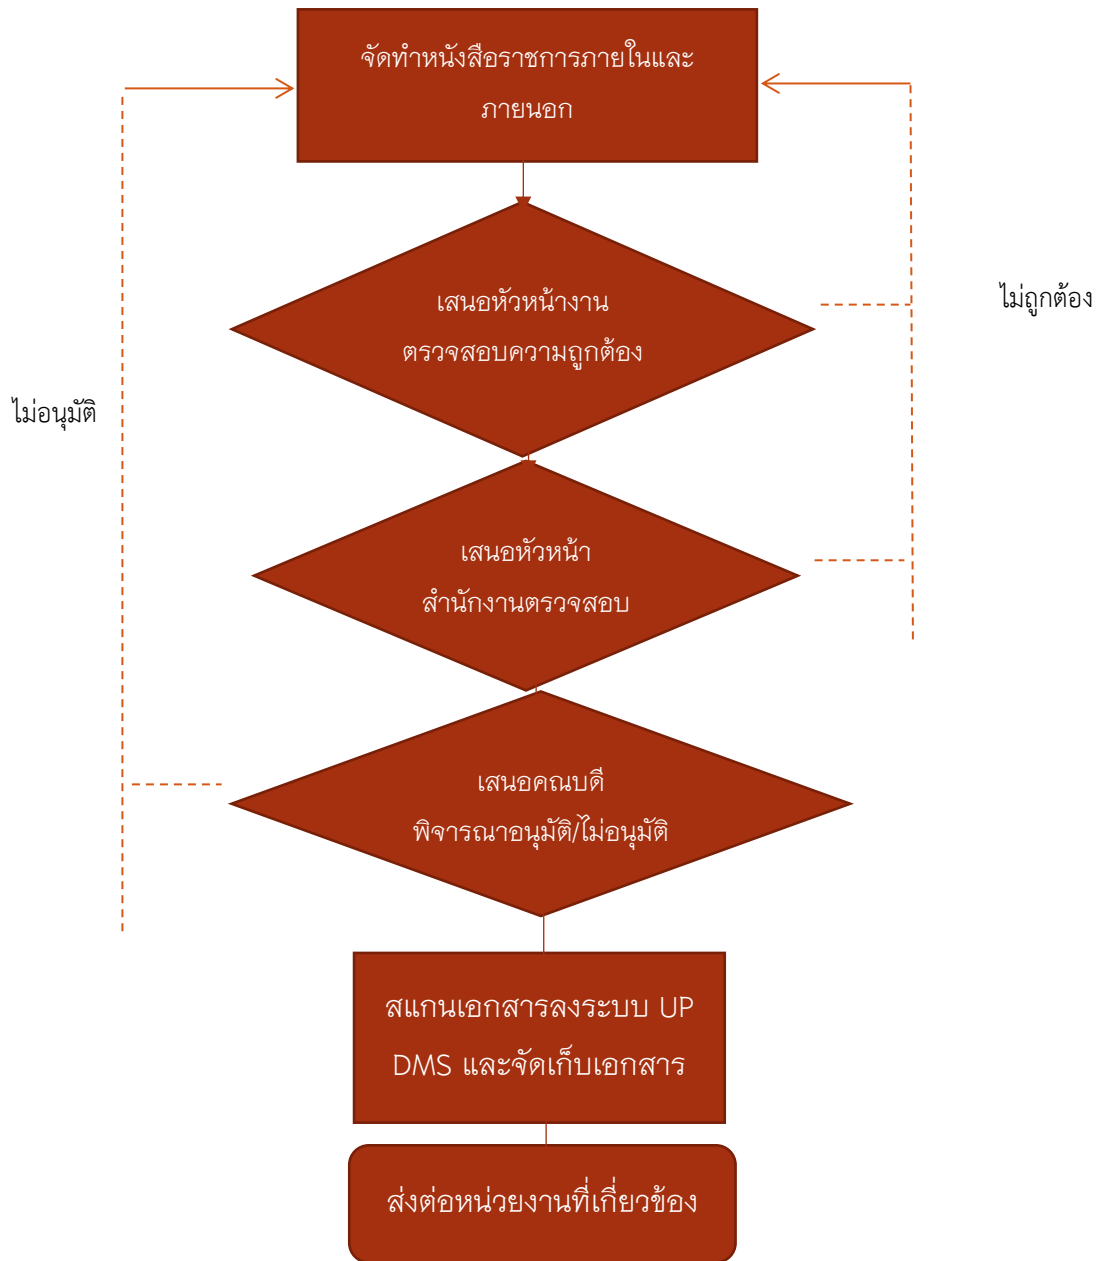 จัดทำหนังสือราชการภายในและ
ภายนอก
เสนอหัวหน้างาน
ตรวจสอบความถูกต้อง
ไม่ถูกต้อง
ไม่อนุมัติ
เสนอหัวหน้า
สำนักงานตรวจสอบ
เสนอคณบดี
พิจารณาอนุมัติ/ไม่อนุมัติ
สแกนเอกสารลงระบบ UP
DMS และจัดเก็บเอกสาร
ส่งต่อหน่วยงานที่เกี่ยวข้อง